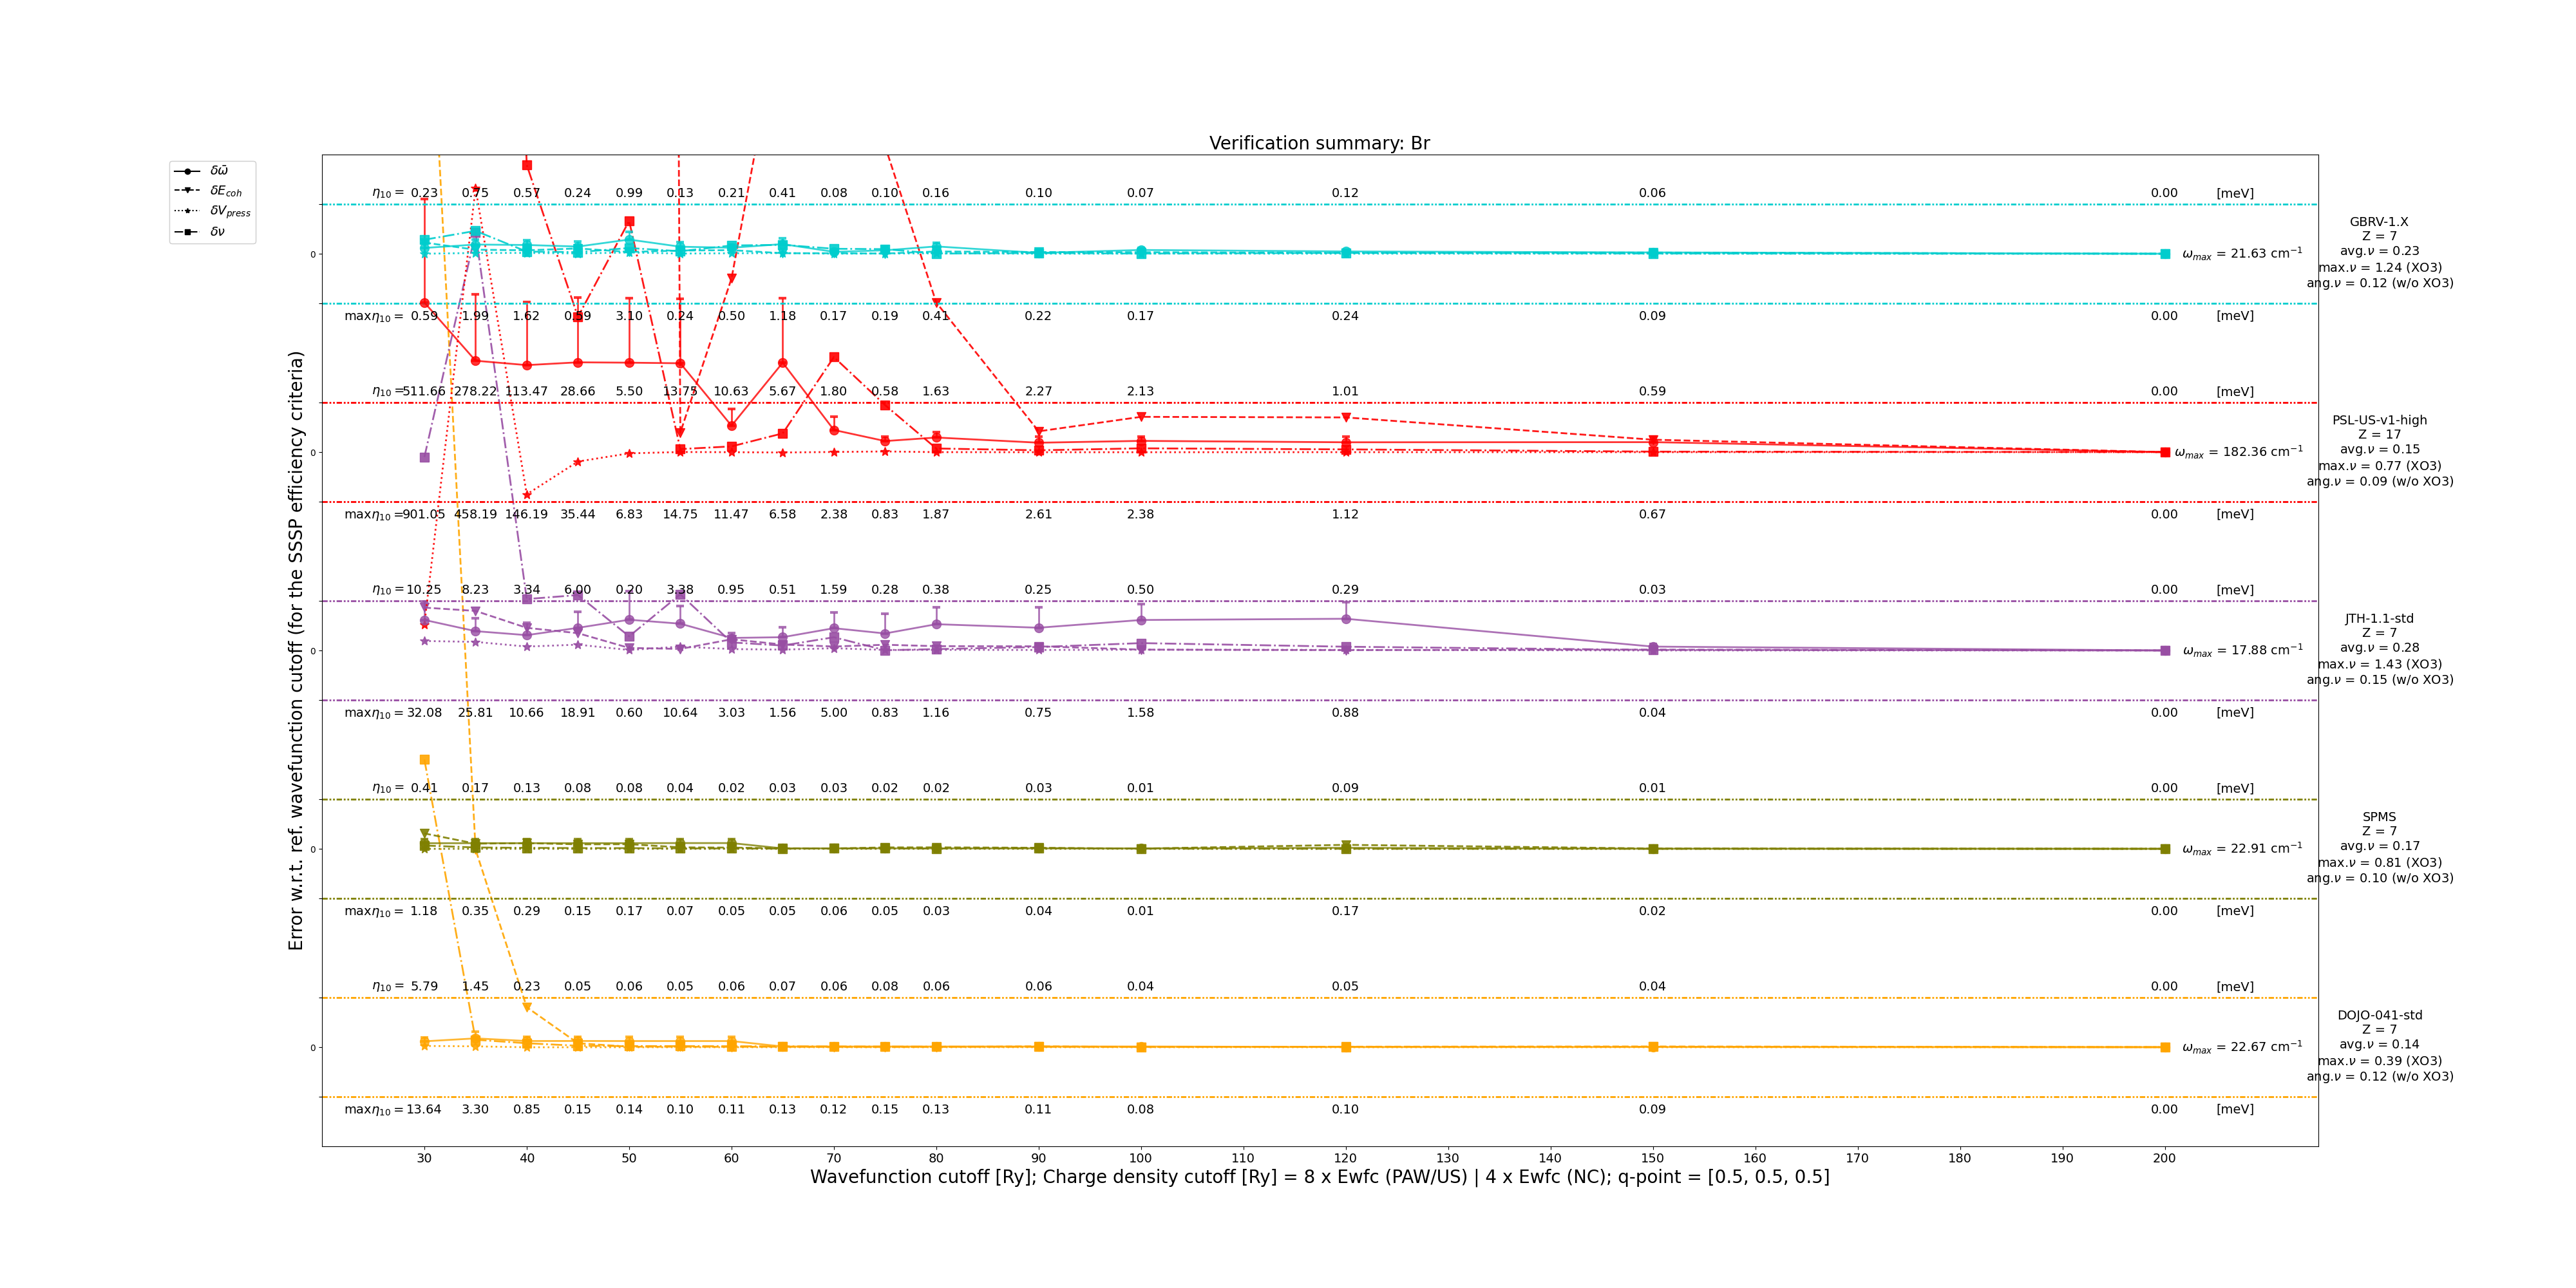 Verification summary: Br
δω̄
δE_coh
δV_press
δν
Error w.r.t. ref. wavefunction cutoff (for the SSSP efficiency criteria)
η₁₀ = 0.23 0.75 0.57 0.24 0.99 0.13 0.21 0.41 0.08 0.10 0.16 0.10 0.07 0.12 0.06 0.00 [meV]
0
ω_max = 21.63 cm⁻¹
GBRV-1.X
Z = 7
avg.ν = 0.23
max.ν = 1.24 (XO3)
ang.ν = 0.12 (w/o XO3)
maxη₁₀ = 0.59 1.99 1.62 0.59 3.10 0.24 0.50 1.18 0.17 0.19 0.41 0.22 0.17 0.24 0.09 0.00 [meV]
η₁₀ = 511.66 278.22 113.47 28.66 5.50 13.75 10.63 5.67 1.80 0.58 1.63 2.27 2.13 1.01 0.59 0.00 [meV]
0
ω_max = 182.36 cm⁻¹
PSL-US-v1-high
Z = 17
avg.ν = 0.15
max.ν = 0.77 (XO3)
ang.ν = 0.09 (w/o XO3)
maxη₁₀ = 901.05 458.19 146.19 35.44 6.83 14.75 11.47 6.58 2.38 0.83 1.87 2.61 2.38 1.12 0.67 0.00 [meV]
η₁₀ = 10.25 8.23 3.34 6.00 0.20 3.38 0.95 0.51 1.59 0.28 0.38 0.25 0.50 0.29 0.03 0.00 [meV]
0
ω_max = 17.88 cm⁻¹
JTH-1.1-std
Z = 7
avg.ν = 0.28
max.ν = 1.43 (XO3)
ang.ν = 0.15 (w/o XO3)
maxη₁₀ = 32.08 25.81 10.66 18.91 0.60 10.64 3.03 1.56 5.00 0.83 1.16 0.75 1.58 0.88 0.04 0.00 [meV]
η₁₀ = 0.41 0.17 0.13 0.08 0.08 0.04 0.02 0.03 0.03 0.02 0.02 0.03 0.01 0.09 0.01 0.00 [meV]
0
ω_max = 22.91 cm⁻¹
SPMS
Z = 7
avg.ν = 0.17
max.ν = 0.81 (XO3)
ang.ν = 0.10 (w/o XO3)
maxη₁₀ = 1.18 0.35 0.29 0.15 0.17 0.07 0.05 0.05 0.06 0.05 0.03 0.04 0.01 0.17 0.02 0.00 [meV]
η₁₀ = 5.79 1.45 0.23 0.05 0.06 0.05 0.06 0.07 0.06 0.08 0.06 0.06 0.04 0.05 0.04 0.00 [meV]
0
ω_max = 22.67 cm⁻¹
DOJO-041-std
Z = 7
avg.ν = 0.14
max.ν = 0.39 (XO3)
ang.ν = 0.12 (w/o XO3)
maxη₁₀ = 13.64 3.30 0.85 0.15 0.14 0.10 0.11 0.13 0.12 0.15 0.13 0.11 0.08 0.10 0.09 0.00 [meV]
30 40 50 60 70 80 90 100 110 120 130 140 150 160 170 180 190 200
Wavefunction cutoff [Ry]; Charge density cutoff [Ry] = 8 x Ewfc (PAW/US) | 4 x Ewfc (NC); q-point = [0.5, 0.5, 0.5]